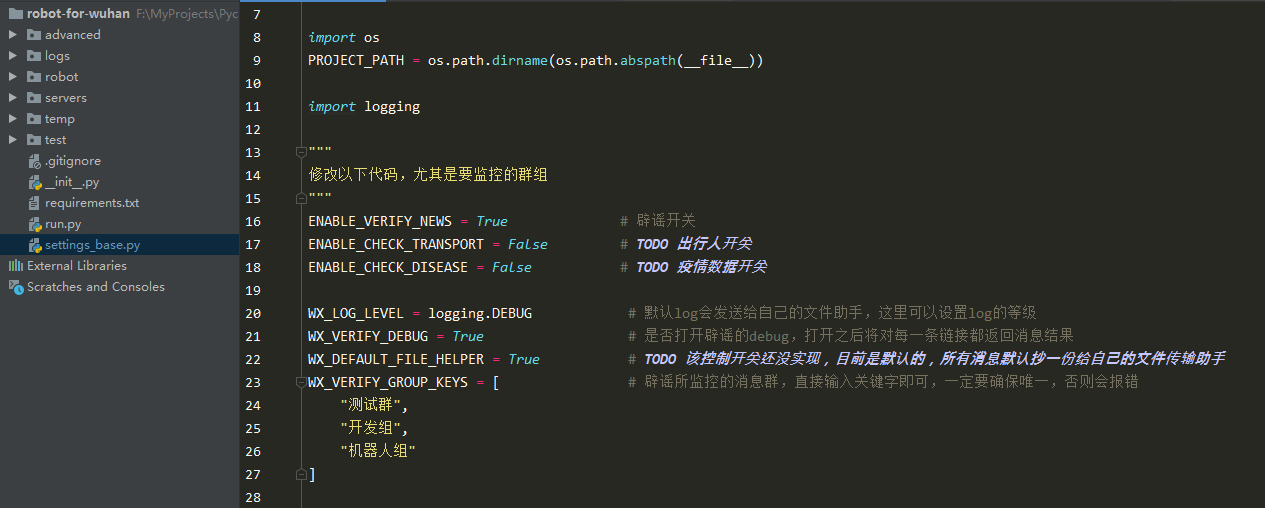 robot-for-wuhan F:\MyProjects\Pyc
advanced
logs
robot
servers
temp
test
.gitignore
__init__.py
requirements.txt
run.py
settings_base.py
External Libraries
Scratches and Consoles
7
8 import os
9 PROJECT_PATH = os.path.dirname(os.path.abspath(__file__))
10
11 import logging
12
13 """
14 修改以下代码，尤其是要监控的群组
15 """
16 ENABLE_VERIFY_NEWS = True # 辟谣开关
17 ENABLE_CHECK_TRANSPORT = False # TODO 出行人开关
18 ENABLE_CHECK_DISEASE = False # TODO 疫情数据开关
19
20 WX_LOG_LEVEL = logging.DEBUG # 默认log会发送给自己的文件助手，这里可以设置log的等级
21 WX_VERIFY_DEBUG = True # 是否打开辟谣的debug，打开之后将对每一条链接都返回消息结果
22 WX_DEFAULT_FILE_HELPER = True # TODO 该控制开关还没实现，目前是默认的，所有消息默认抄一份给自己的文件传输助手
23 WX_VERIFY_GROUP_KEYS = [ # 辟谣所监控的消息群，直接输入关键字即可，一定要确保唯一，否则会报错
24 "测试群",
25 "开发组",
26 "机器人组"
27 ]
28